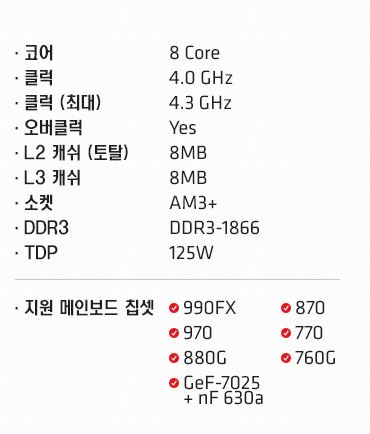 · 코어 8 Core
· 클럭 4.0 GHz
· 클럭 (최대) 4.3 GHz
· 오버클럭 Yes
· L2 캐쉬 (토탈) 8MB
· L3 캐쉬 8MB
· 소켓 AM3+
· DDR3 DDR3-1866
· TDP 125W
· 지원 메인보드 칩셋 990FX 870
970 770
880G 760G
GeF-7025
+ nF 630a